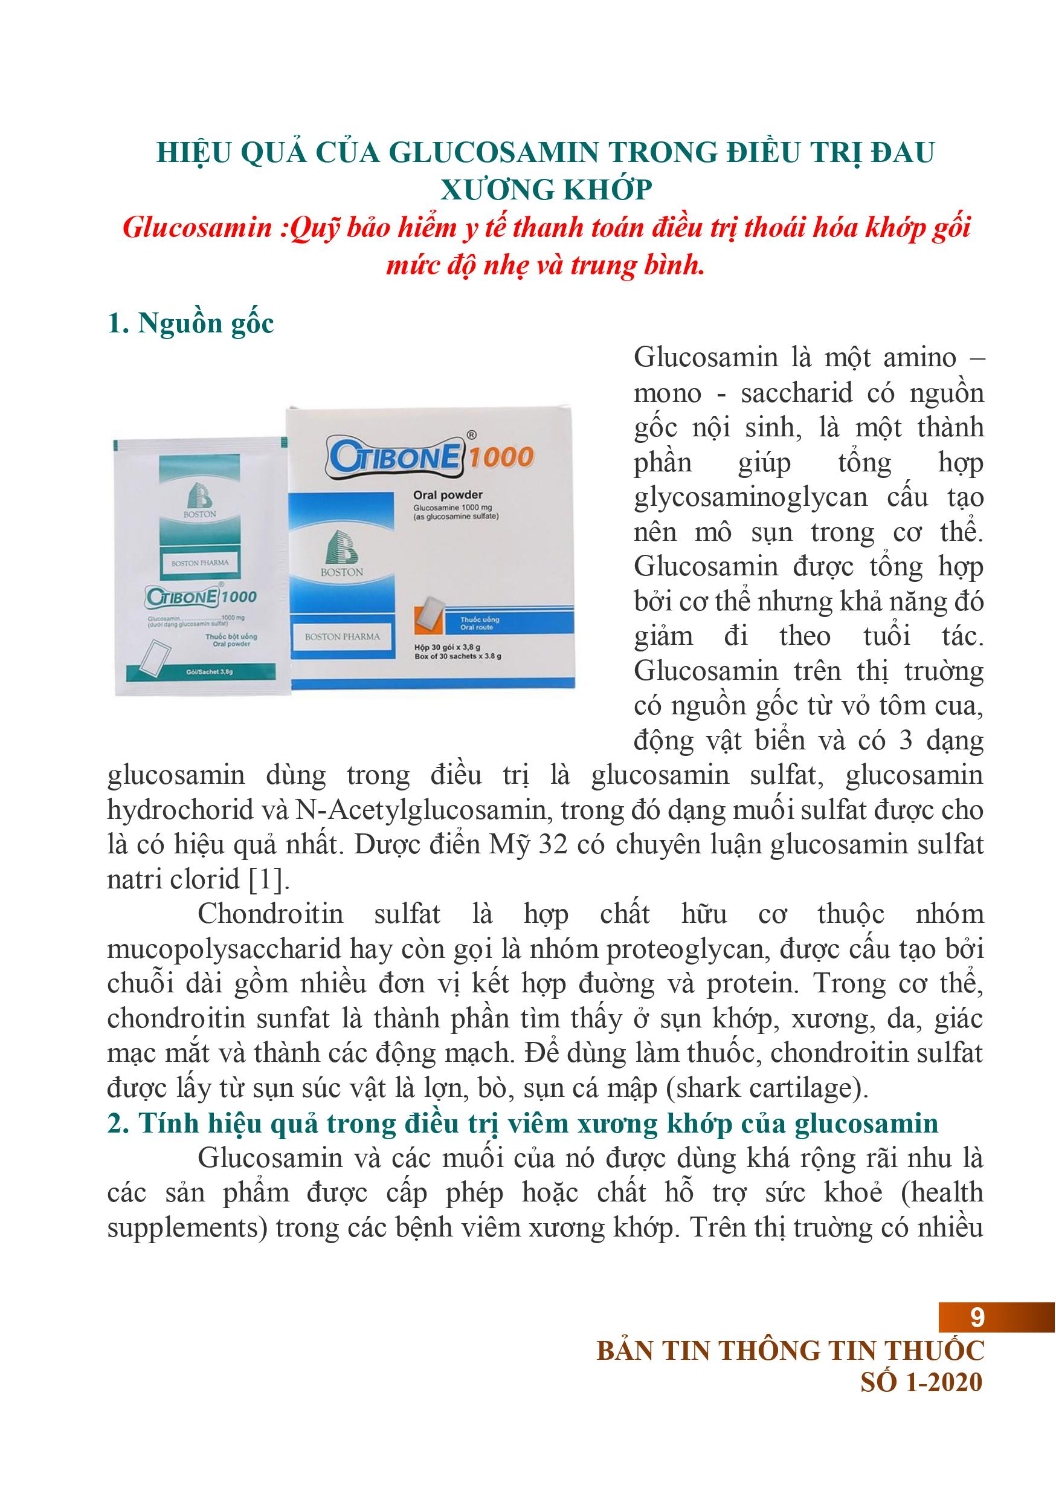 HIỆU QUẢ CỦA GLUCOSAMIN TRONG ĐIỀU TRỊ ĐAU
XƯƠNG KHỚP
Glucosamin :Quỹ bảo hiểm y tế thanh toán điều trị thoái hóa khớp gối
mức độ nhẹ và trung bình.
1. Nguồn gốc
BOSTON
BOSTON PHARMA
OTIBONE® 1000
Glucosamin.......................1000 mg
(dưới dạng glucosamin sulfat)
Thuốc bột uống
Oral powder
Gói/Sachet 3,8g
OTIBONE® 1000
Oral powder
Glucosamine 1000 mg
(as glucosamine sulfate)
BOSTON
BOSTON PHARMA
Thuốc uống
Oral route
Hộp 30 gói x 3,8 g
Box of 30 sachets x 3.8 g
Glucosamin là một amino –
mono - saccharid có nguồn
gốc nội sinh, là một thành
phần giúp tổng hợp
glycosaminoglycan cấu tạo
nên mô sụn trong cơ thể.
Glucosamin được tổng hợp
bởi cơ thể nhưng khả năng đó
giảm đi theo tuổi tác.
Glucosamin trên thị truờng
có nguồn gốc từ vỏ tôm cua,
động vật biển và có 3 dạng
glucosamin dùng trong điều trị là glucosamin sulfat, glucosamin
hydrochorid và N-Acetylglucosamin, trong đó dạng muối sulfat được cho
là có hiệu quả nhất. Dược điển Mỹ 32 có chuyên luận glucosamin sulfat
natri clorid [1].
Chondroitin sulfat là hợp chất hữu cơ thuộc nhóm
mucopolysaccharid hay còn gọi là nhóm proteoglycan, được cấu tạo bởi
chuỗi dài gồm nhiều đơn vị kết hợp đuờng và protein. Trong cơ thể,
chondroitin sunfat là thành phần tìm thấy ở sụn khớp, xương, da, giác
mạc mắt và thành các động mạch. Để dùng làm thuốc, chondroitin sulfat
được lấy từ sụn súc vật là lợn, bò, sụn cá mập (shark cartilage).
2. Tính hiệu quả trong điều trị viêm xương khớp của glucosamin
Glucosamin và các muối của nó được dùng khá rộng rãi nhu là
các sản phẩm được cấp phép hoặc chất hỗ trợ sức khoẻ (health
supplements) trong các bệnh viêm xương khớp. Trên thị truờng có nhiều
9
BẢN TIN THÔNG TIN THUỐC
SỐ 1-2020